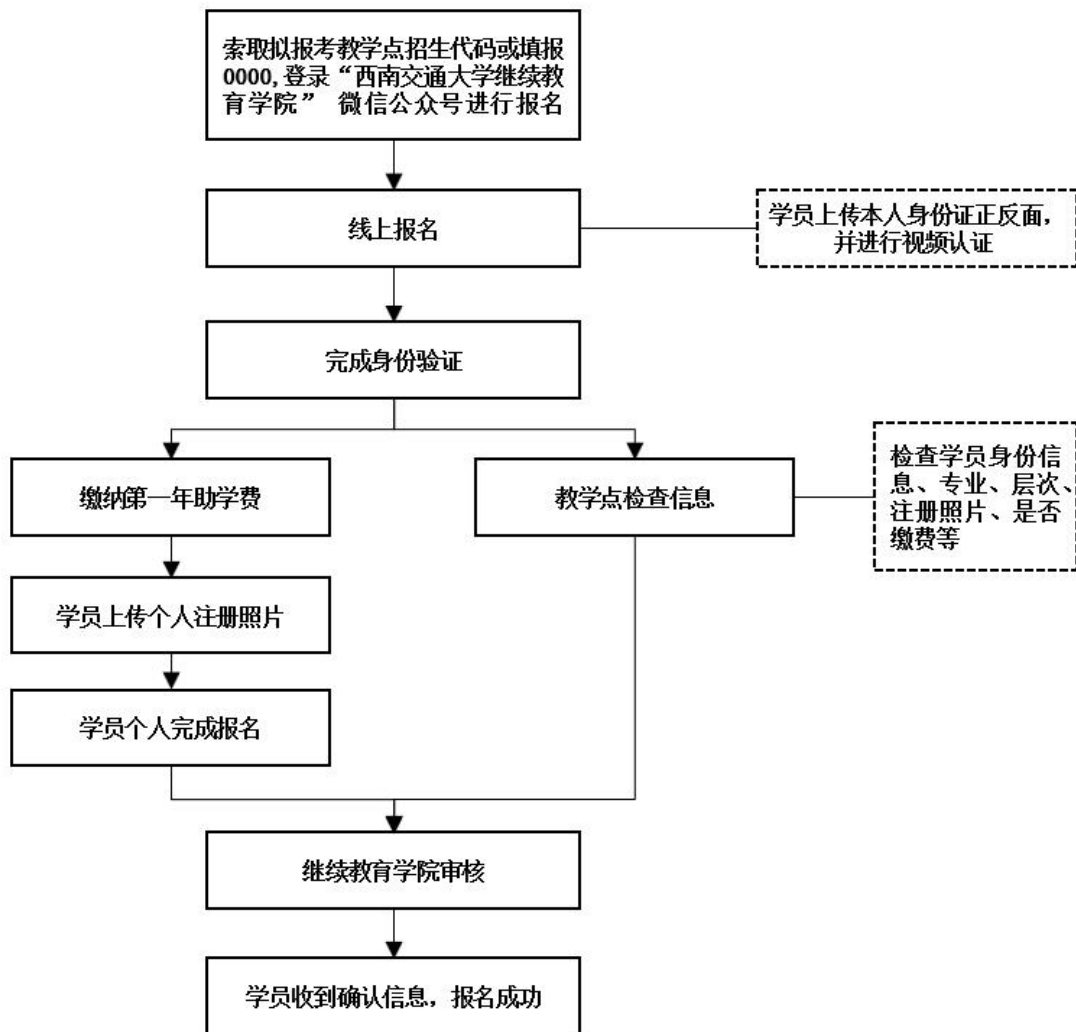 索取拟报考教学点招生代码或填报
0000,登录“西南交通大学继续教
育学院” 微信公众号进行报名
线上报名
学员上传本人身份证正反面，
并进行视频认证
完成身份验证
缴纳第一年助学费
教学点检查信息
检查学员身份信
息、专业、层次、
注册照片、是否
缴费等
学员上传个人注册照片
学员个人完成报名
继续教育学院审核
学员收到确认信息，报名成功